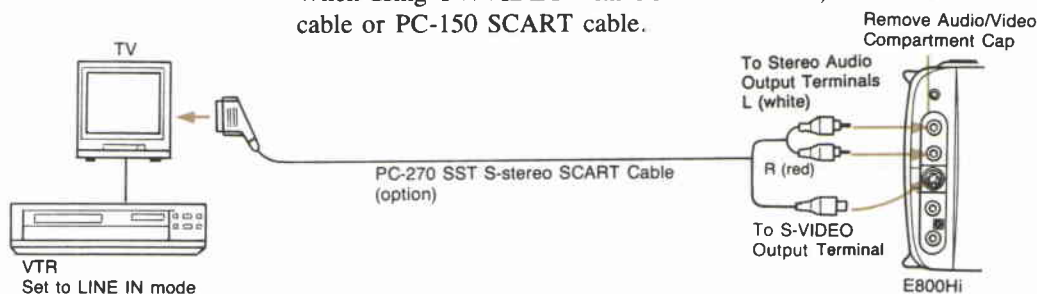 cable or PC-150 SCART cable.
Remove Audio/Video
Compartment Cap
TV
To Stereo Audio
Output Terminals
L (white)
R (red)
PC-270 SST S-stereo SCART Cable
(option)
To S-VIDEO
Output Terminal
VTR
Set to LINE IN mode
E800Hi